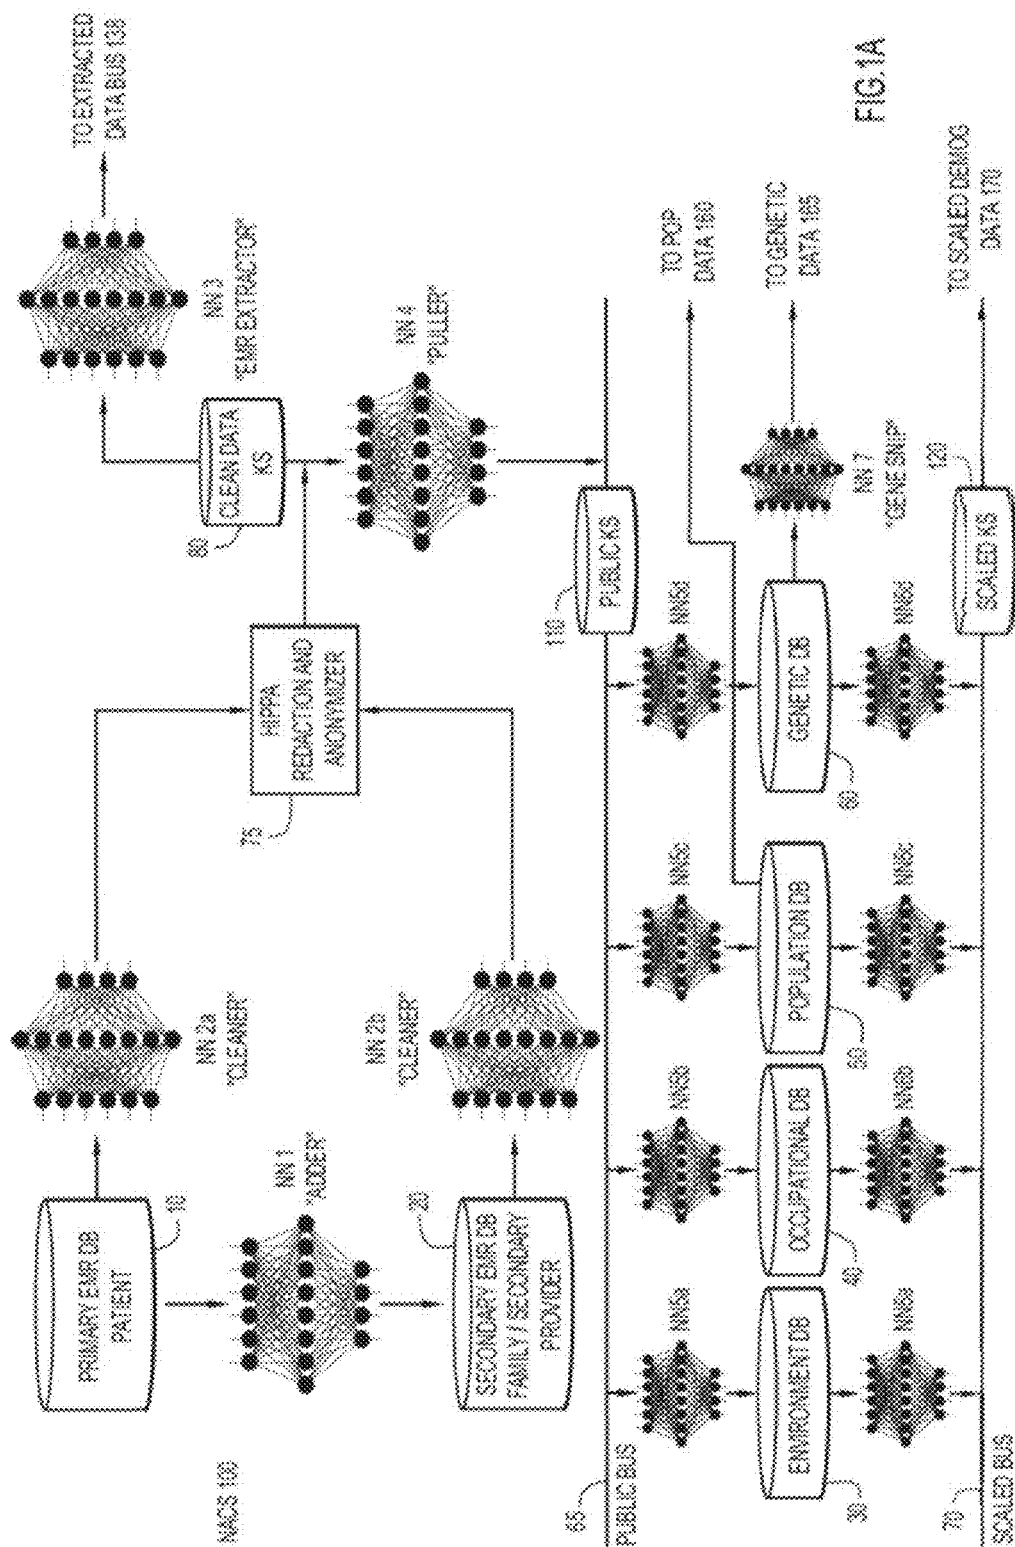 PRIMARY EMR DB
PATIENT
10
NN 2a
"CLEANER"
TO EXTRACTED
DATA BUS 138
NN 3
"EMR EXTRACTOR"
NACS 100
NN 1
"ADDER"
HIPPA
REDACTION AND
ANONYMIZER
75
CLEAN DATA
KS
80
NN 4
"PULLER"
SECONDARY EMR DB
FAMILY / SECONDARY
PROVIDER
20
NN 2b
"CLEANER"
65
PUBLIC BUS
110
PUBLIC KS
NN5a
NN5b
NN5c
NN5d
TO POP
DATA 160
ENVIRONMENT DB
30
OCCUPATIONAL DB
40
POPULATION DB
50
GENETIC DB
60
NN 7
"GENE SNIP"
TO GENETIC
DATA 165
NN6a
NN6b
NN6c
NN6d
70
SCALED BUS
120
SCALED KS
TO SCALED DEMOG
DATA 170
FIG.1A